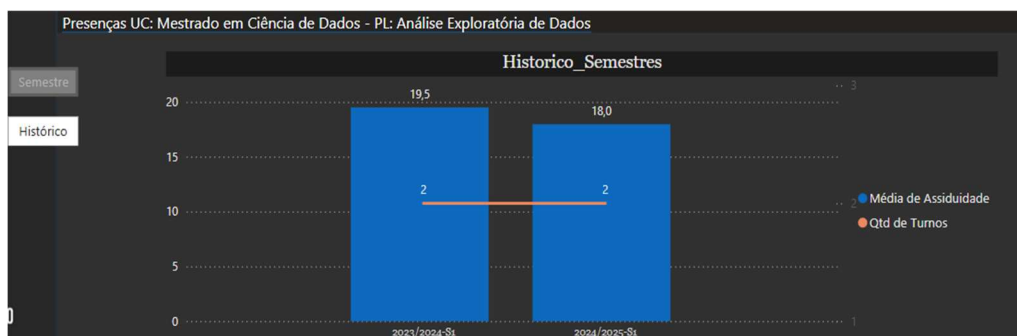 Presenças UC: Mestrado em Ciência de Dados - PL: Análise Exploratória de Dados
Historico_Semestres
Semestre
Histórico
20
15
10
5
0
19,5
18,0
2
2
3
2
1
Média de Assiduidade
Qtd de Turnos
2023/2024-S1
2024/2025-S1